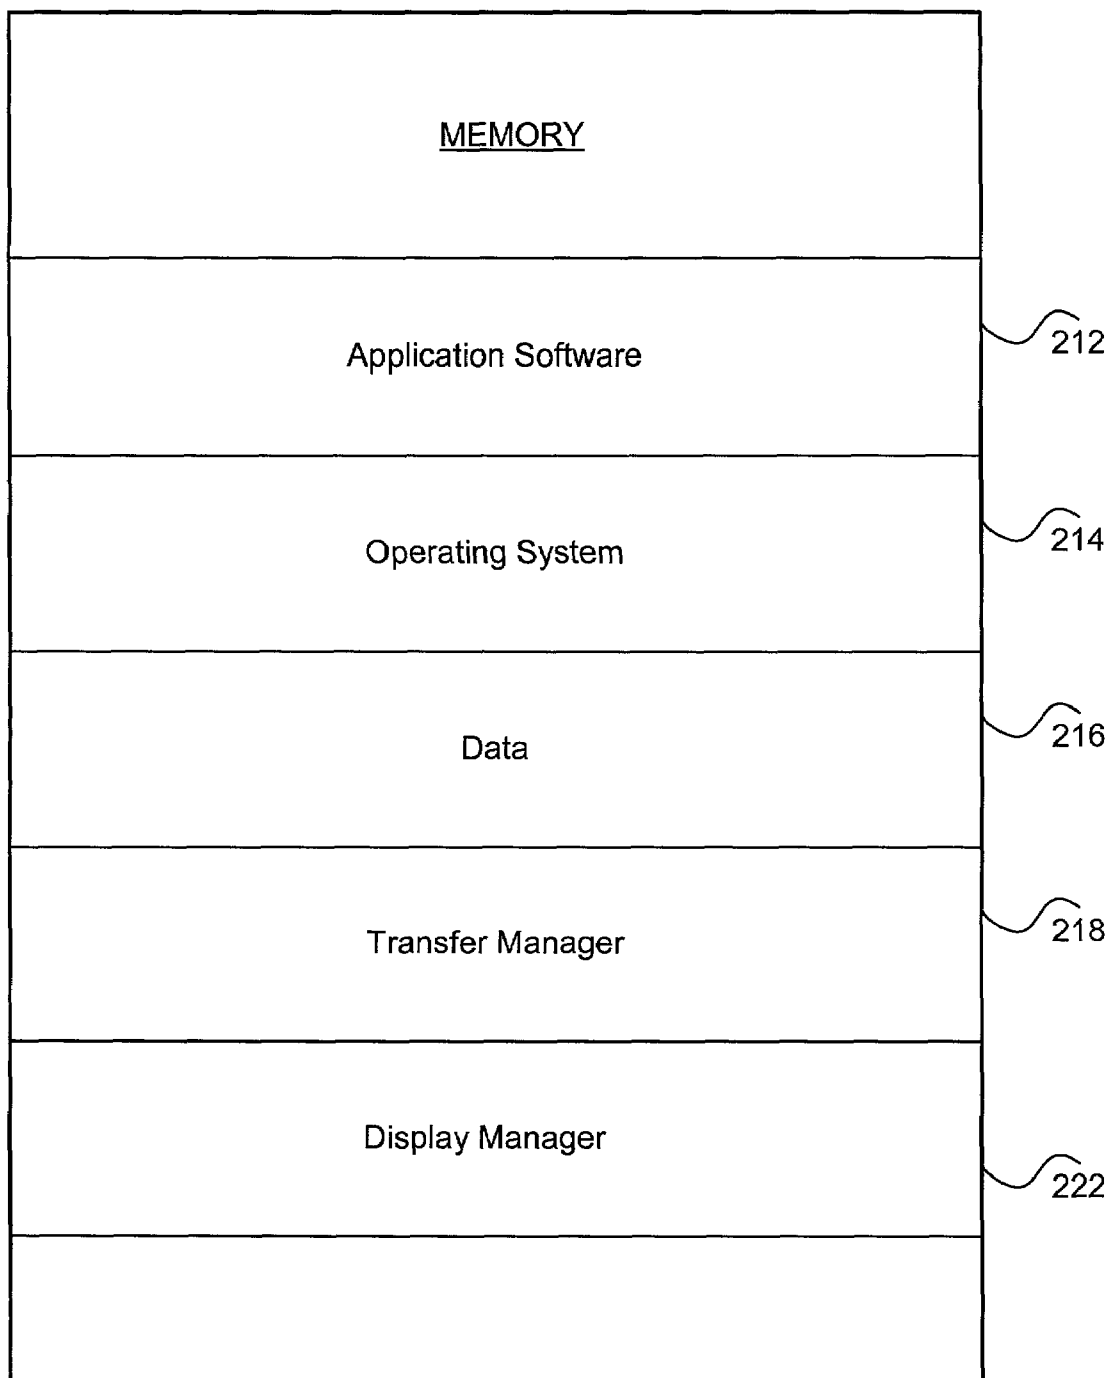 MEMORY
Application Software
212
Operating System
214
Data
216
Transfer Manager
218
Display Manager
222